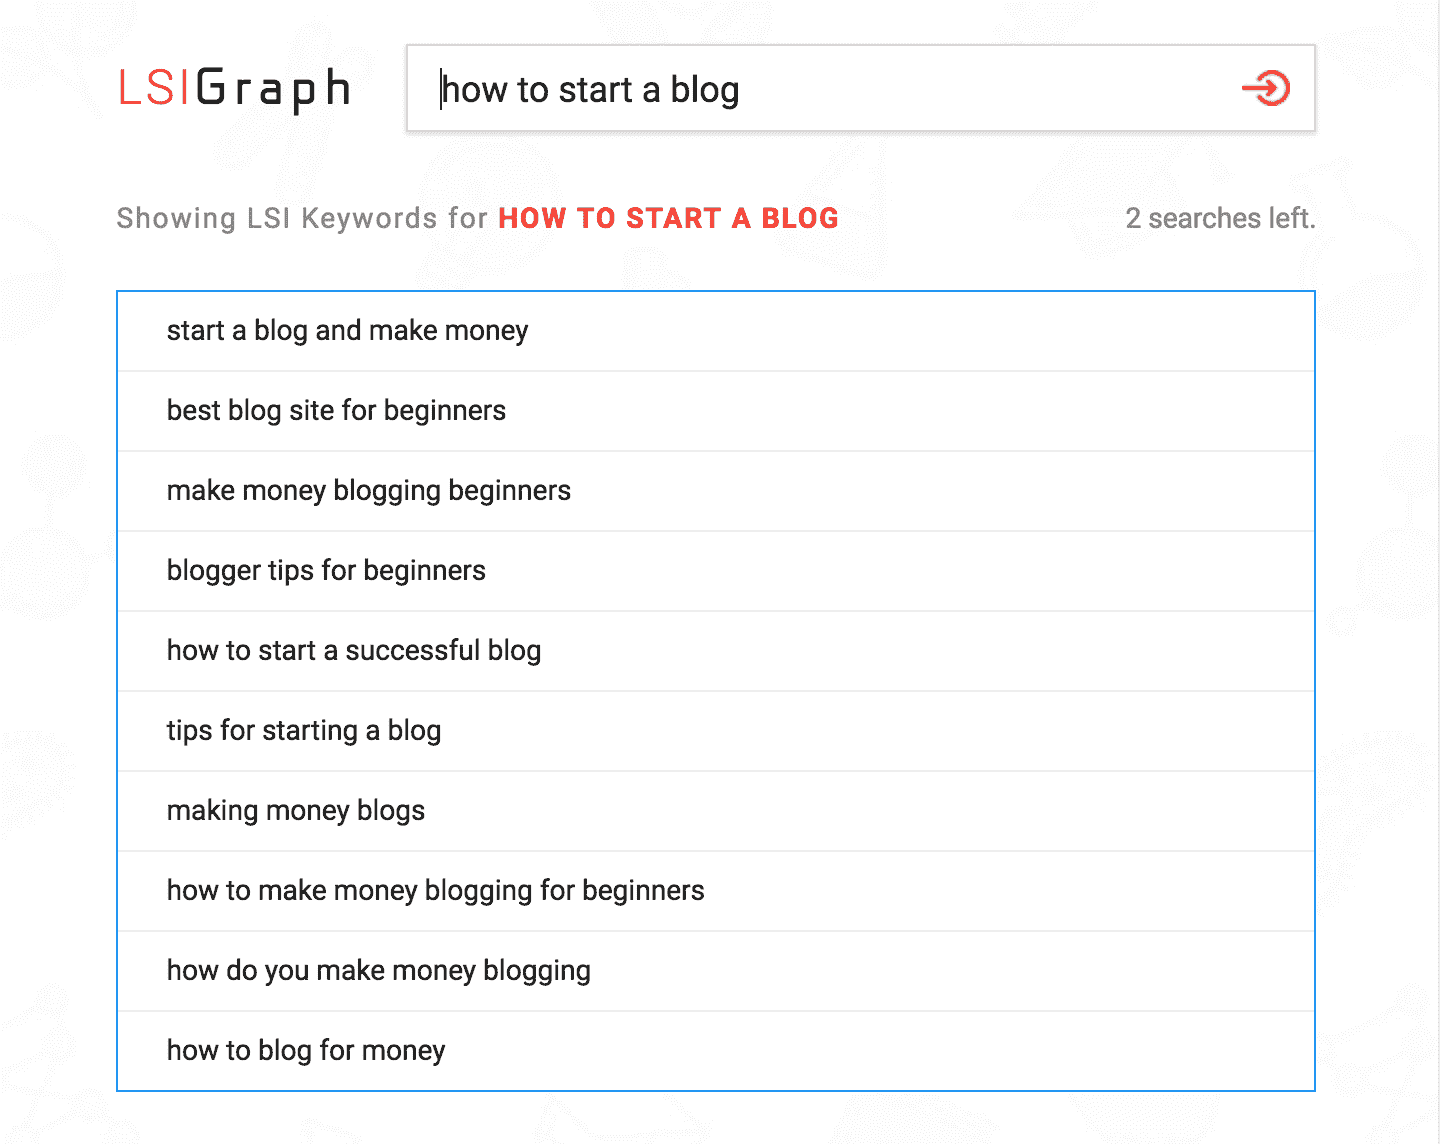 LSIGraph
how to start a blog
Showing LSI Keywords for HOW TO START A BLOG
2 searches left.
start a blog and make money
best blog site for beginners
make money blogging beginners
blogger tips for beginners
how to start a successful blog
tips for starting a blog
making money blogs
how to make money blogging for beginners
how do you make money blogging
how to blog for money